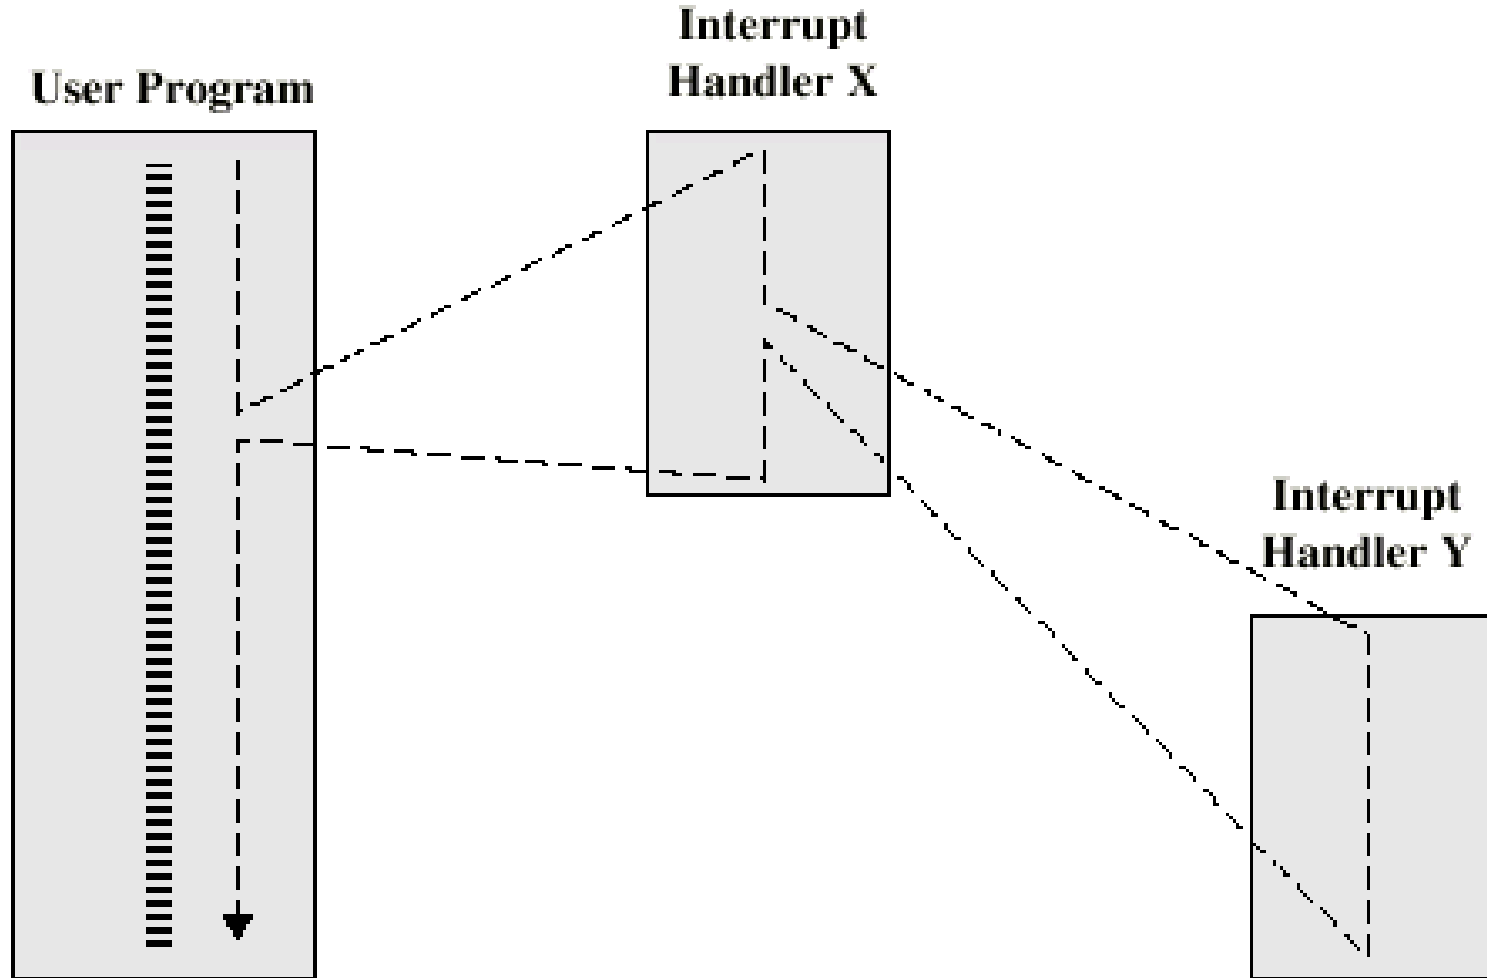 User Program
Interrupt
Handler X
Interrupt
Handler Y